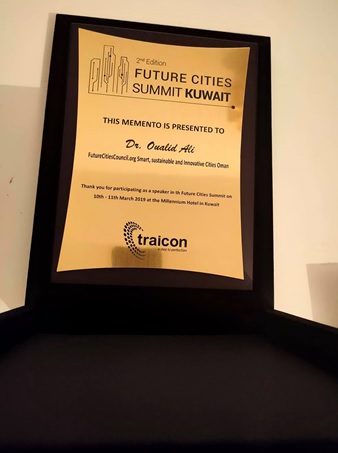 2nd Edition
FUTURE CITIES
SUMMIT KUWAIT
THIS MEMENTO IS PRESENTED TO
Dr. Oualid Ali
FutureCitiesCouncil.org Smart, sustainable and Innovative Cities Oman
Thank you for participating as a speaker in th Future Cities Summit on
10th - 11th March 2019 at the Millennium Hotel in Kuwait
traicon